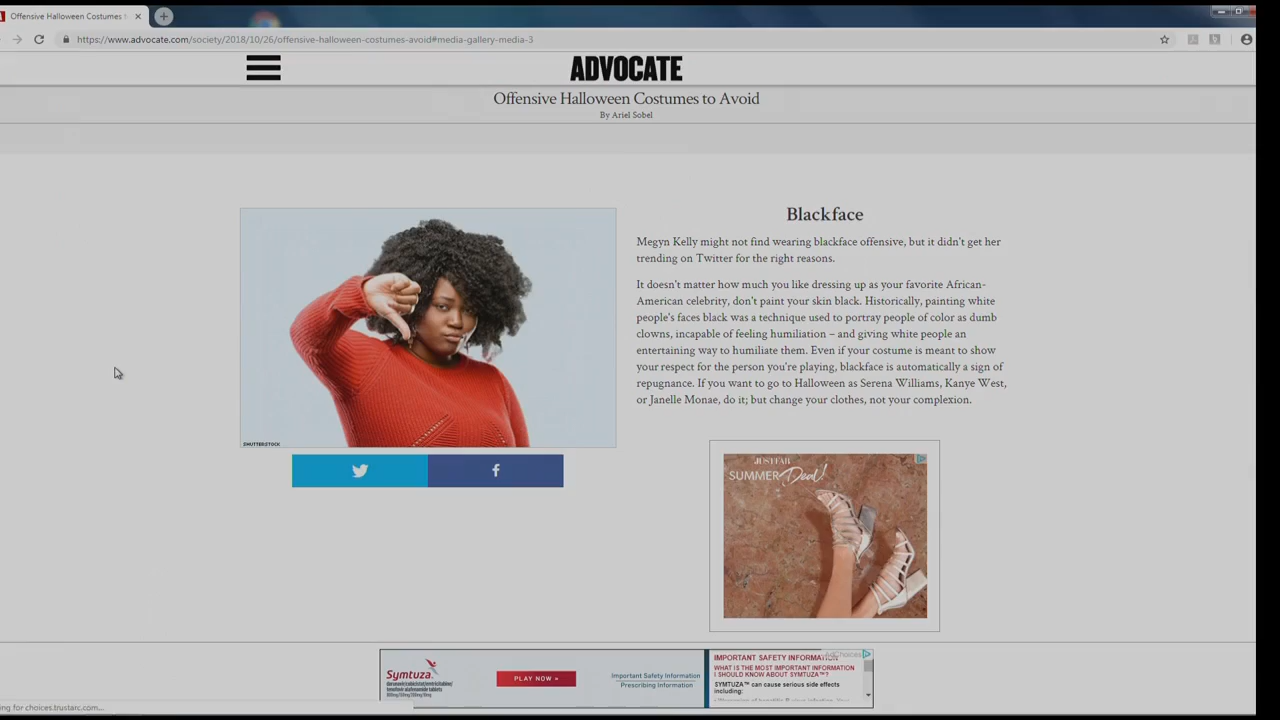 Offensive Halloween Costumes t
https://www.advocate.com/society/2018/10/26/offensive-halloween-costumes-avoid#media-gallery-media-3
ADVOCATE
Offensive Halloween Costumes to Avoid
By Ariel Sobel
Blackface
Megyn Kelly might not find wearing blackface offensive, but it didn't get her
trending on Twitter for the right reasons.
It doesn't matter how much you like dressing up as your favorite African-
American celebrity, don't paint your skin black. Historically, painting white
people's faces black was a technique used to portray people of color as dumb
clowns, incapable of feeling humiliation – and giving white people an
entertaining way to humiliate them. Even if your costume is meant to show
your respect for the person you're playing, blackface is automatically a sign of
repugnance. If you want to go to Halloween as Serena Williams, Kanye West,
or Janelle Monae, do it; but change your clothes, not your complexion.
SHUTTERSTOCK
JUSTFAB
SUMMER Deal!
Symtuza
PLAY NOW »
Important Safety Information
Prescribing Information
IMPORTANT SAFETY INFORMATION
AdChoices
WHAT IS THE MOST IMPORTANT INFORMATION
I SHOULD KNOW ABOUT SYMTUZA™?
SYMTUZA™ can cause serious side effects
including:
ing for choices.trustarc.com...